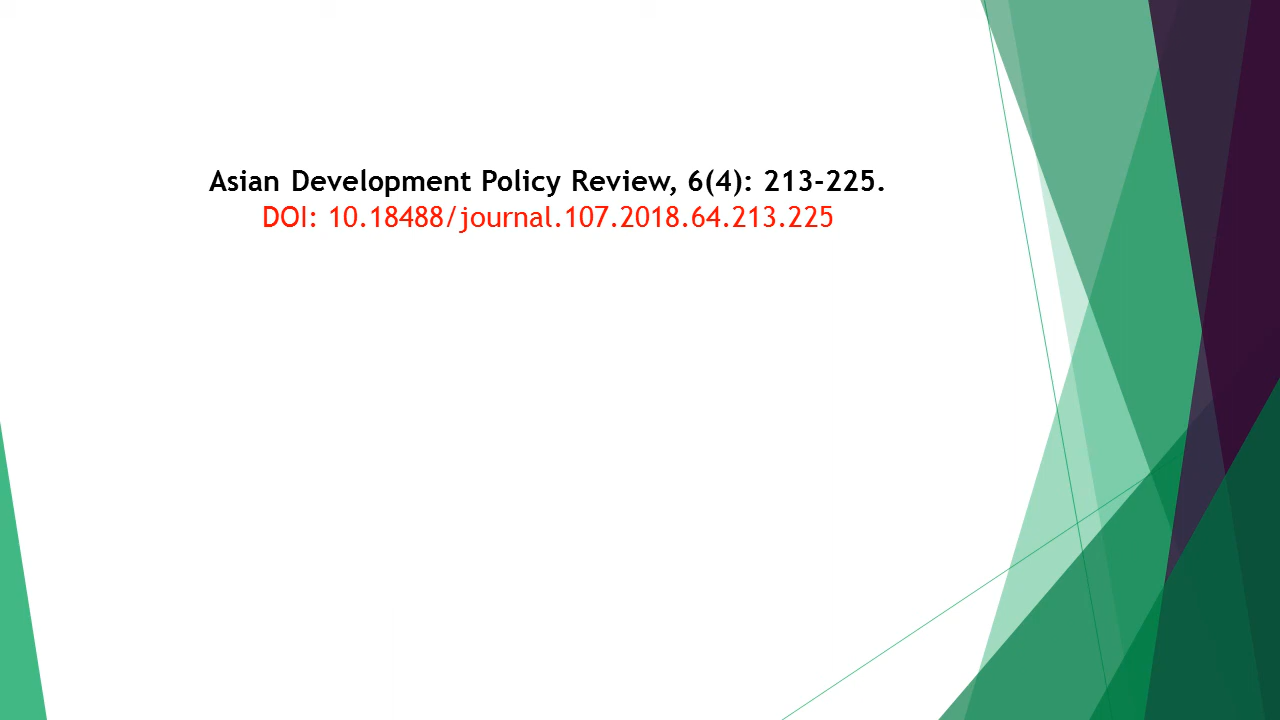 Asian Development Policy Review, 6(4): 213-225.
DOI: 10.18488/journal.107.2018.64.213.225